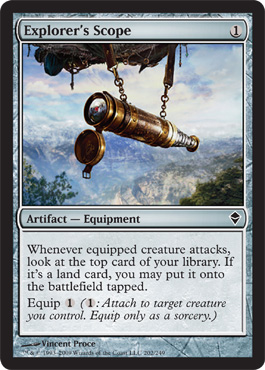 Explorer's Scope 1
Artifact — Equipment
Whenever equipped creature attacks,
look at the top card of your library. If
it's a land card, you may put it onto
the battlefield tapped.
Equip 1 (1: Attach to target creature
you control. Equip only as a sorcery.)
Vincent Proce
™ & © 1993–2009 Wizards of the Coast LLC 202/249